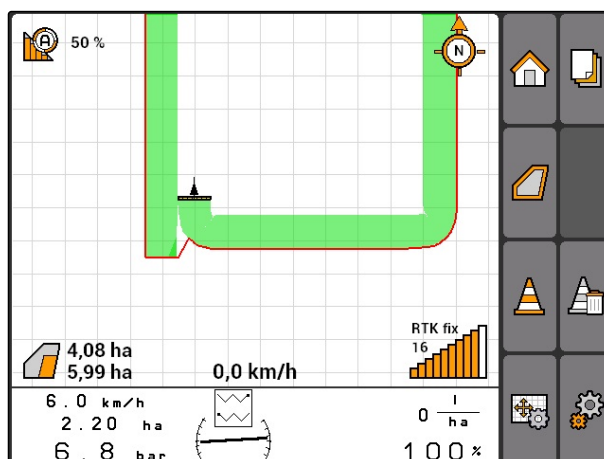 A
50 %
N
RTK fix
16
4,08 ha
5,99 ha
0,0 km/h
6.0 km/h
2.20 ha
6.8 bar
0 l/ha
100%